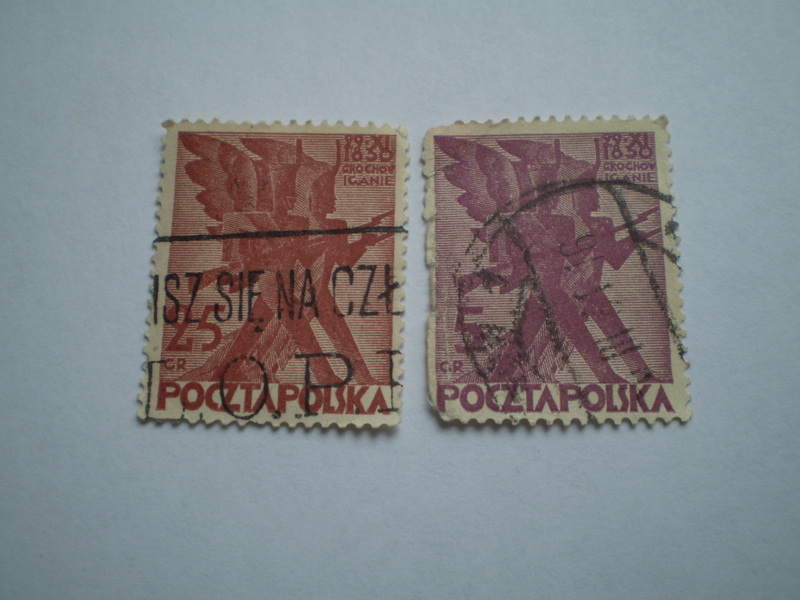 29·XI
1830
GROCHÓW
IGANIE
ISZ SIĘ NA CZŁ
25
GR
L.O.P.P
POCZTA POLSKA
29·XI
1830
GROCHÓW
IGANIE
GR
POCZTA POLSKA